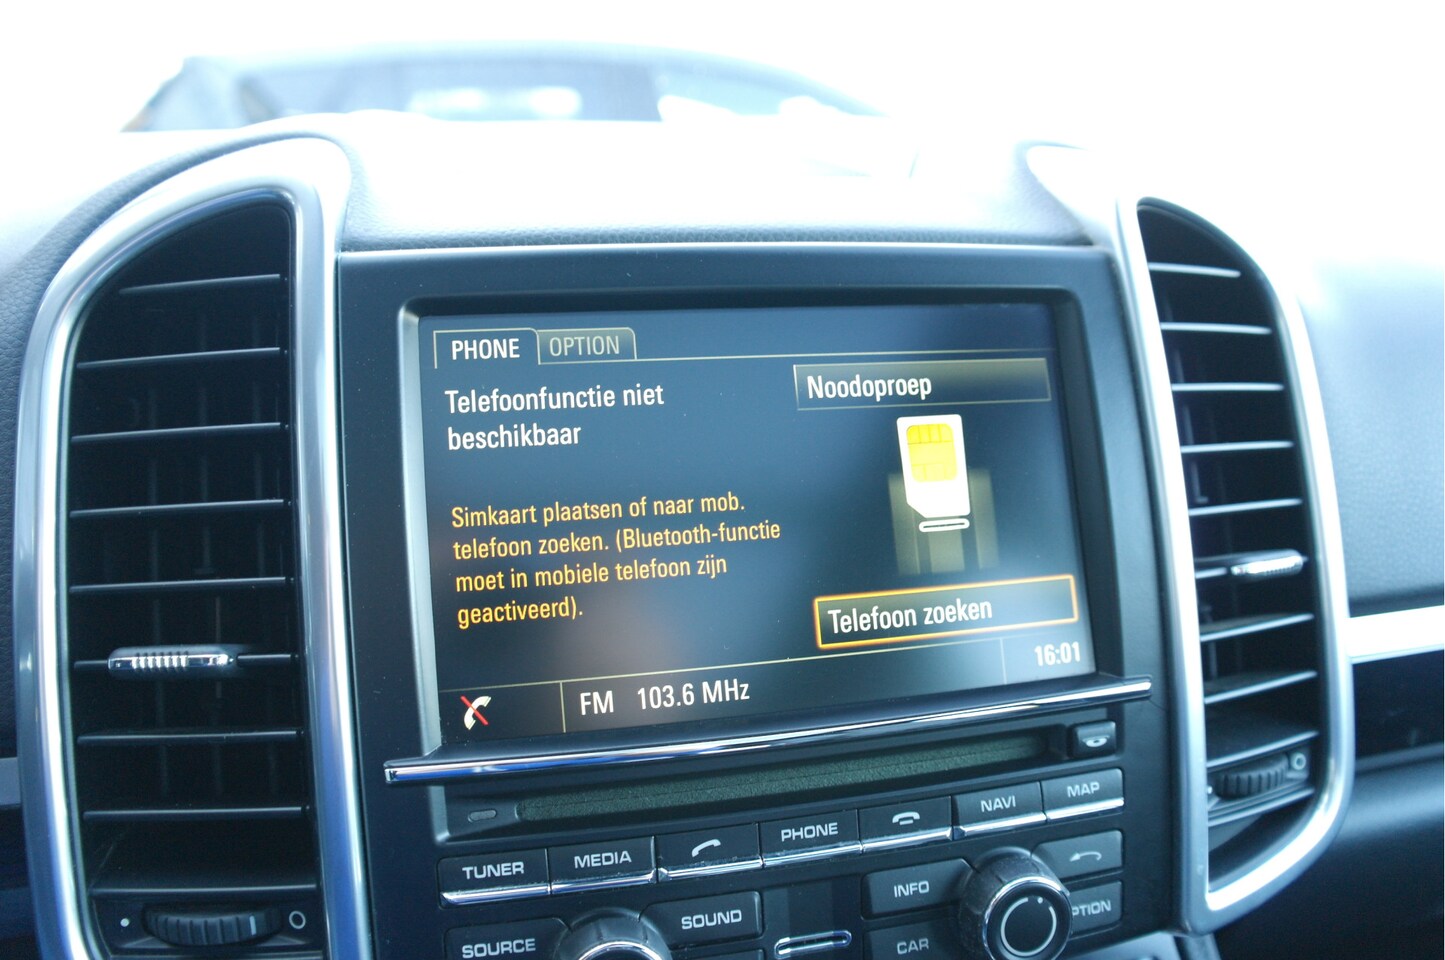 PHONE OPTION
Telefoonfunctie niet
beschikbaar
Noodoproep
Simkaart plaatsen of naar mob.
telefoon zoeken. (Bluetooth-functie
moet in mobiele telefoon zijn
geactiveerd).
Telefoon zoeken
FM 103.6 MHz
16:01
TUNER MEDIA PHONE NAVI MAP
SOURCE SOUND INFO
CAR